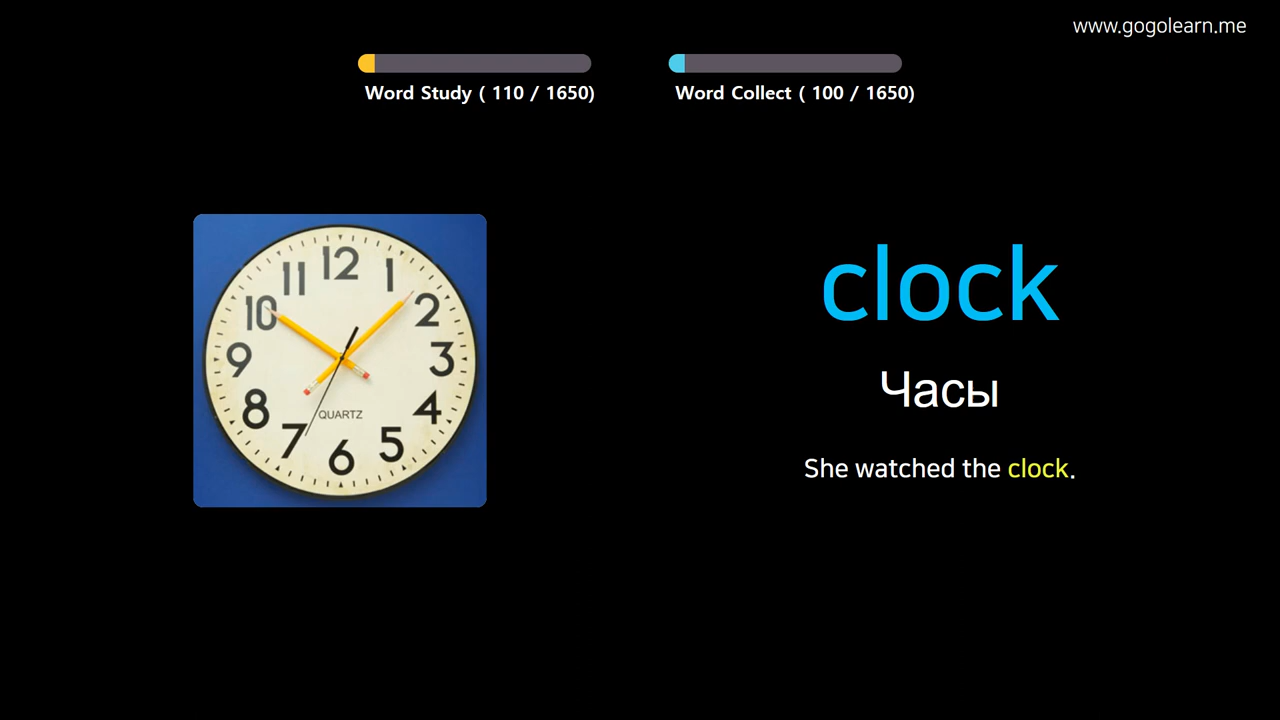 www.gogolearn.me
Word Study ( 110 / 1650)
Word Collect ( 100 / 1650)
12
11
1
10
2
9
3
8
4
7
5
6
QUARTZ
clock
Часы
She watched the clock.